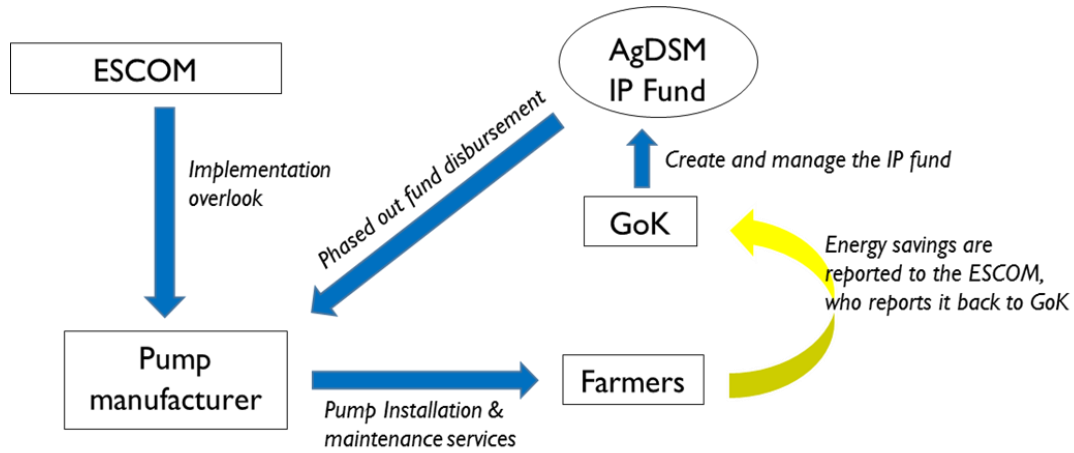 ESCOM
AgDSM
IP Fund
Implementation
overlook
Phased out fund disbursement
Create and manage the IP fund
GoK
Energy savings are
reported to the ESCOM,
who reports it back to GoK
Pump
manufacturer
Farmers
Pump Installation &
maintenance services